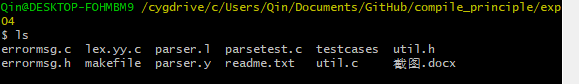 Qin@DESKTOP-FOHMBM9 /cygdrive/c/Users/Qin/Documents/GitHub/compile_principle/exp
04
$ ls
errormsg.c  lex.yy.c  parser.l  parsetest.c  testcases  util.h
errormsg.h  makefile  parser.y  readme.txt  util.c  截图.docx